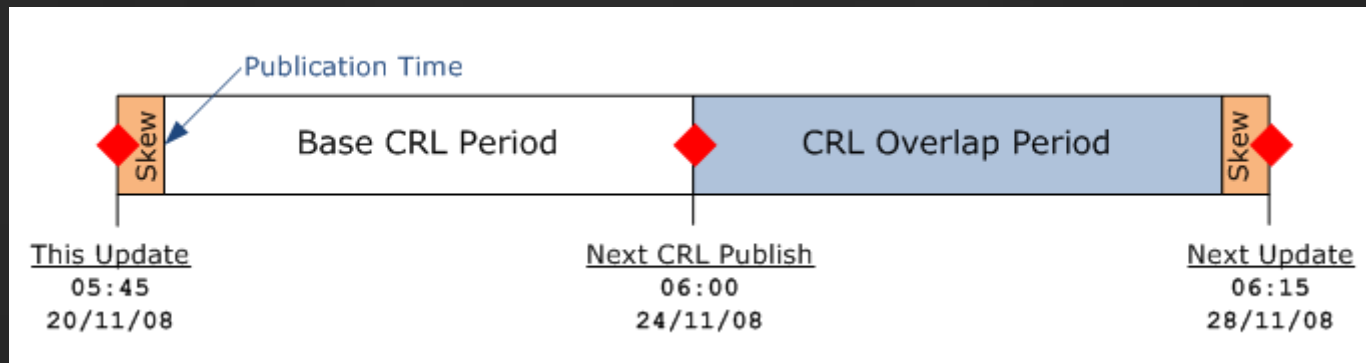 Publication Time
Skew
Base CRL Period
CRL Overlap Period
Skew
This Update
05:45
20/11/08
Next CRL Publish
06:00
24/11/08
Next Update
06:15
28/11/08